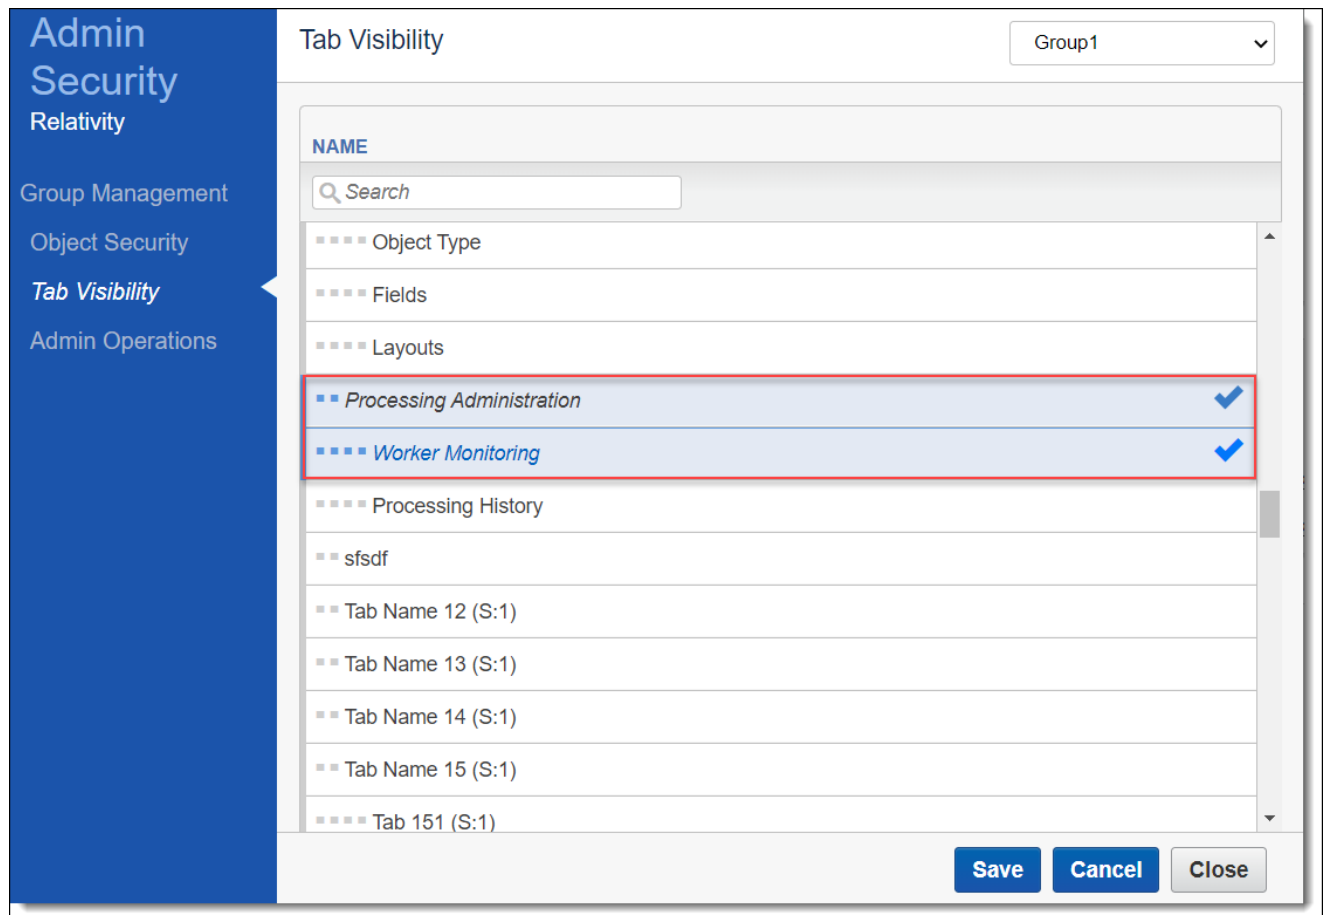 Admin
Security
Relativity
Group Management
Object Security
Tab Visibility
Admin Operations
Tab Visibility
Group1
NAME
Search
Object Type
Fields
Layouts
Processing Administration
Worker Monitoring
Processing History
sfsdf
Tab Name 12 (S:1)
Tab Name 13 (S:1)
Tab Name 14 (S:1)
Tab Name 15 (S:1)
Tab 151 (S:1)
Save Cancel Close